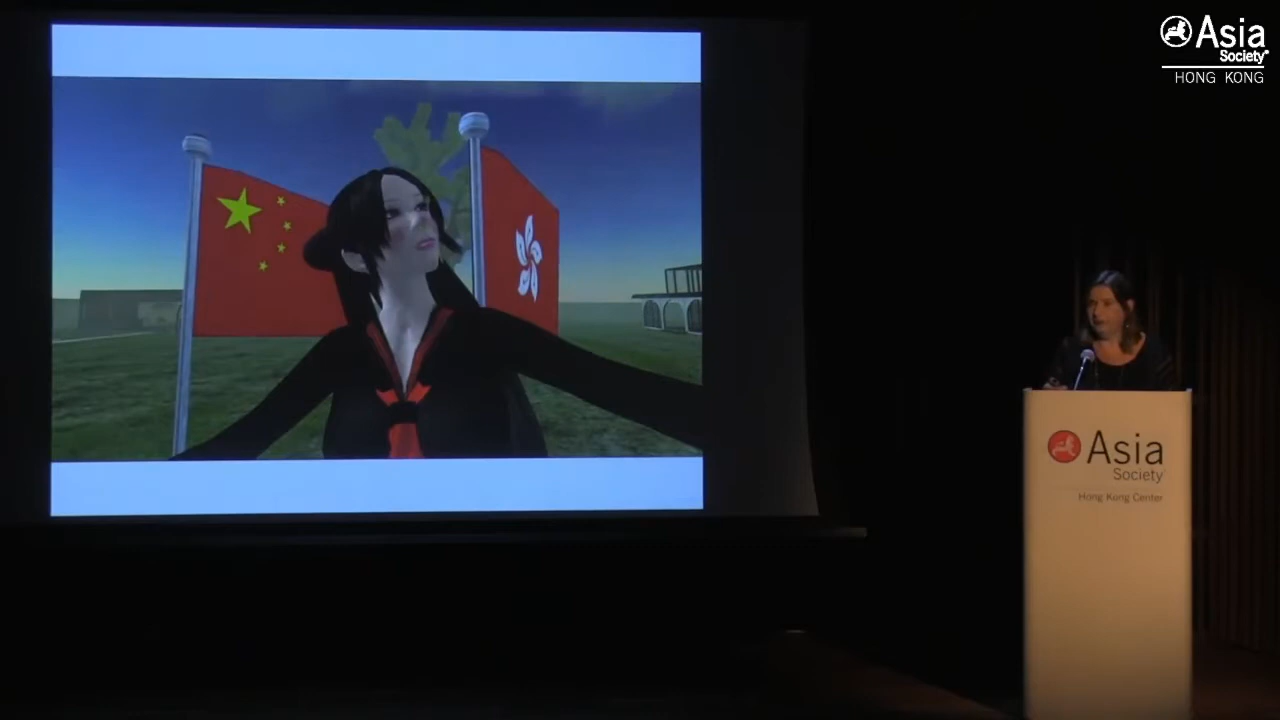 Asia
Society
HONG KONG
Asia
Society
Hong Kong Center